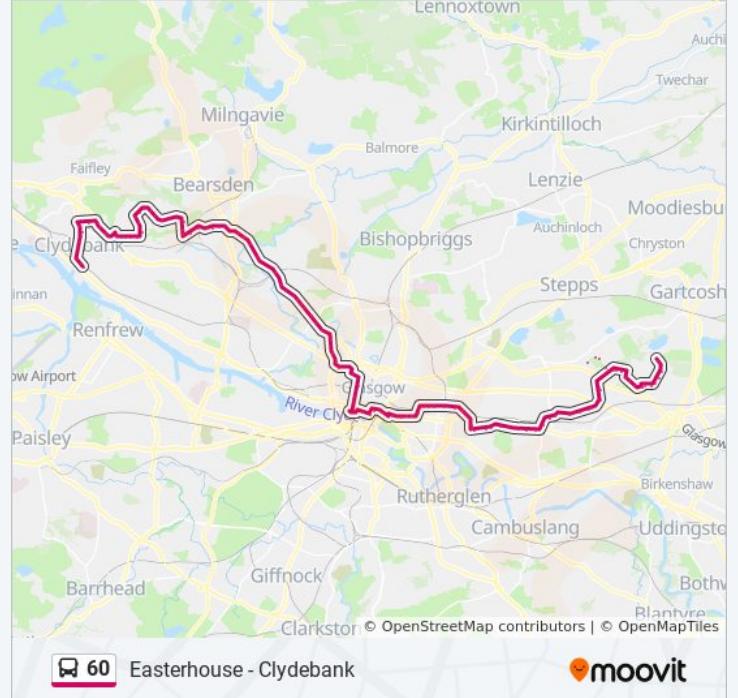 Lennoxtown
Auchi
Twechar
Milngavie
Kirkintilloch
Balmore
Faifley
Bearsden
Lenzie
Moodiesbu
Auchinloch
Bishopbriggs
Chryston
e Clydebank
Stepps
Gartcosh
innan
Renfrew
ow Airport
Glasgow
River Cly
Paisley
Glasgow
Birkenshaw
Rutherglen
Cambuslang
Uddingsto
Giffnock
Barrhead
Bothw
Blantyre
Clarkston
© OpenStreetMap contributors | © OpenMapTiles
60 Easterhouse - Clydebank
moovit